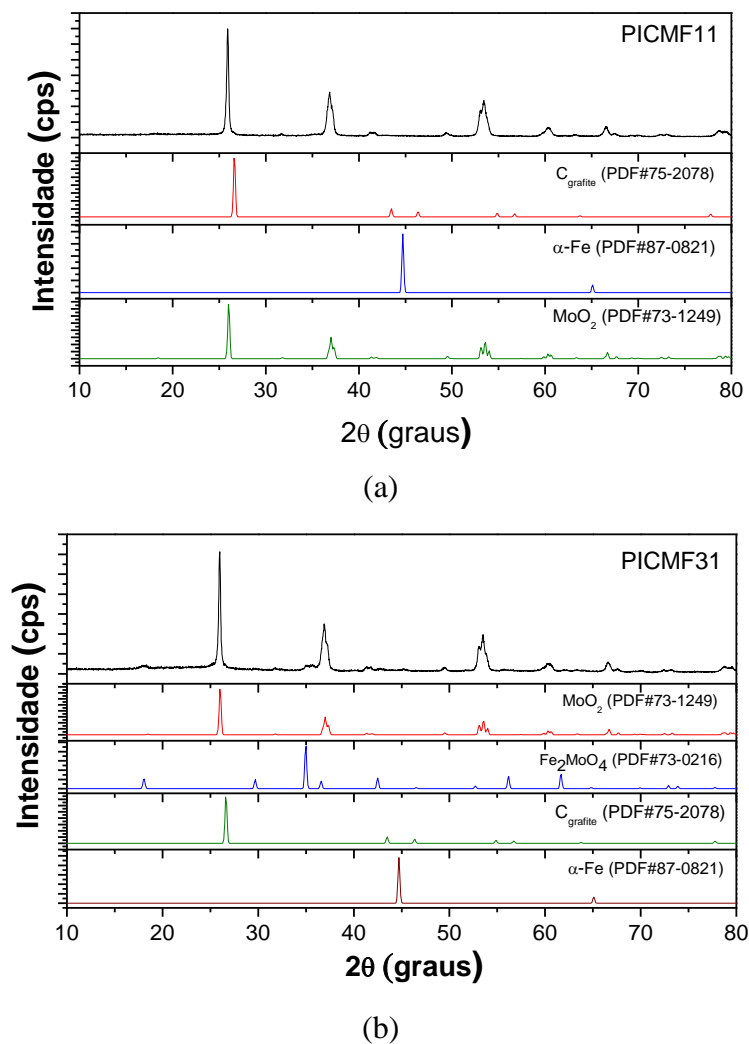 PICMF11
C grafite (PDF#75-2078)
α-Fe (PDF#87-0821)
MoO2 (PDF#73-1249)
Intensidade (cps)
10 20 30 40 50 60 70 80
2θ (graus)
(a)
PICMF31
MoO2 (PDF#73-1249)
Fe2MoO4 (PDF#73-0216)
C grafite (PDF#75-2078)
α-Fe (PDF#87-0821)
Intensidade (cps)
10 20 30 40 50 60 70 80
2θ (graus)
(b)